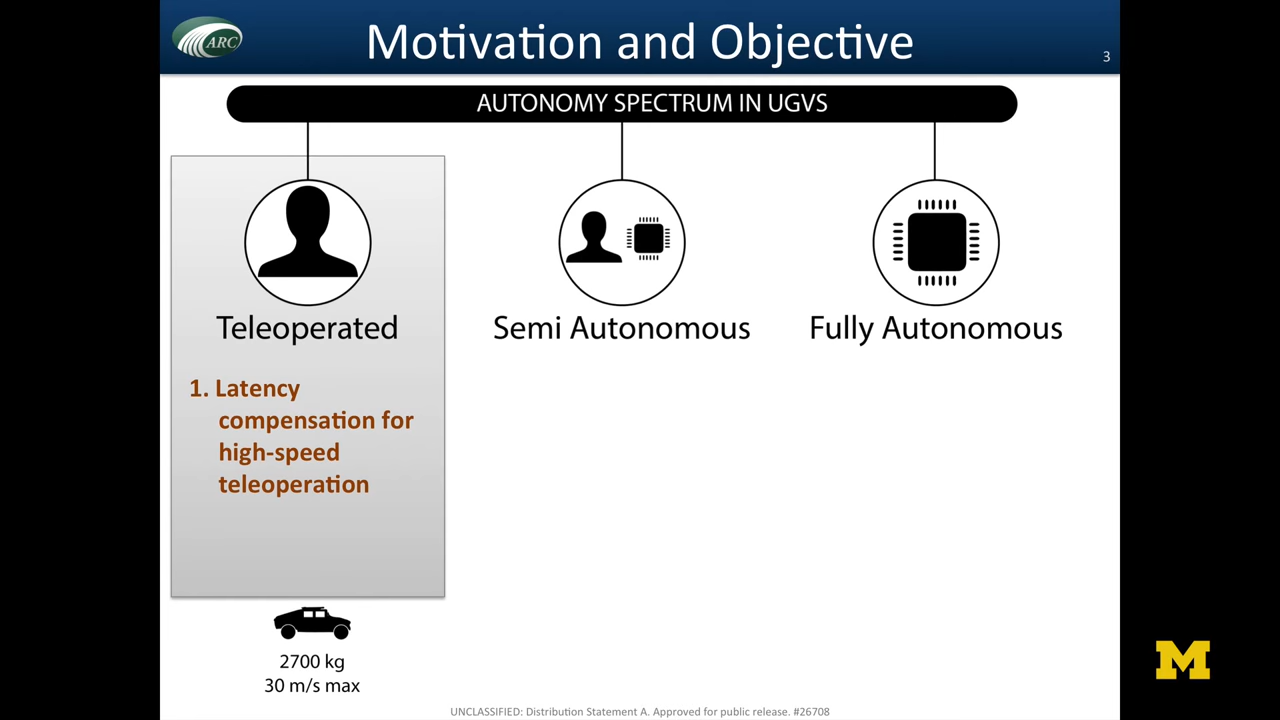 ARC
Motivation and Objective
3
AUTONOMY SPECTRUM IN UGVS
Teleoperated
Semi Autonomous
Fully Autonomous
1. Latency
compensation for
high-speed
teleoperation
2700 kg
30 m/s max
M
UNCLASSIFIED: Distribution Statement A. Approved for public release. #26708